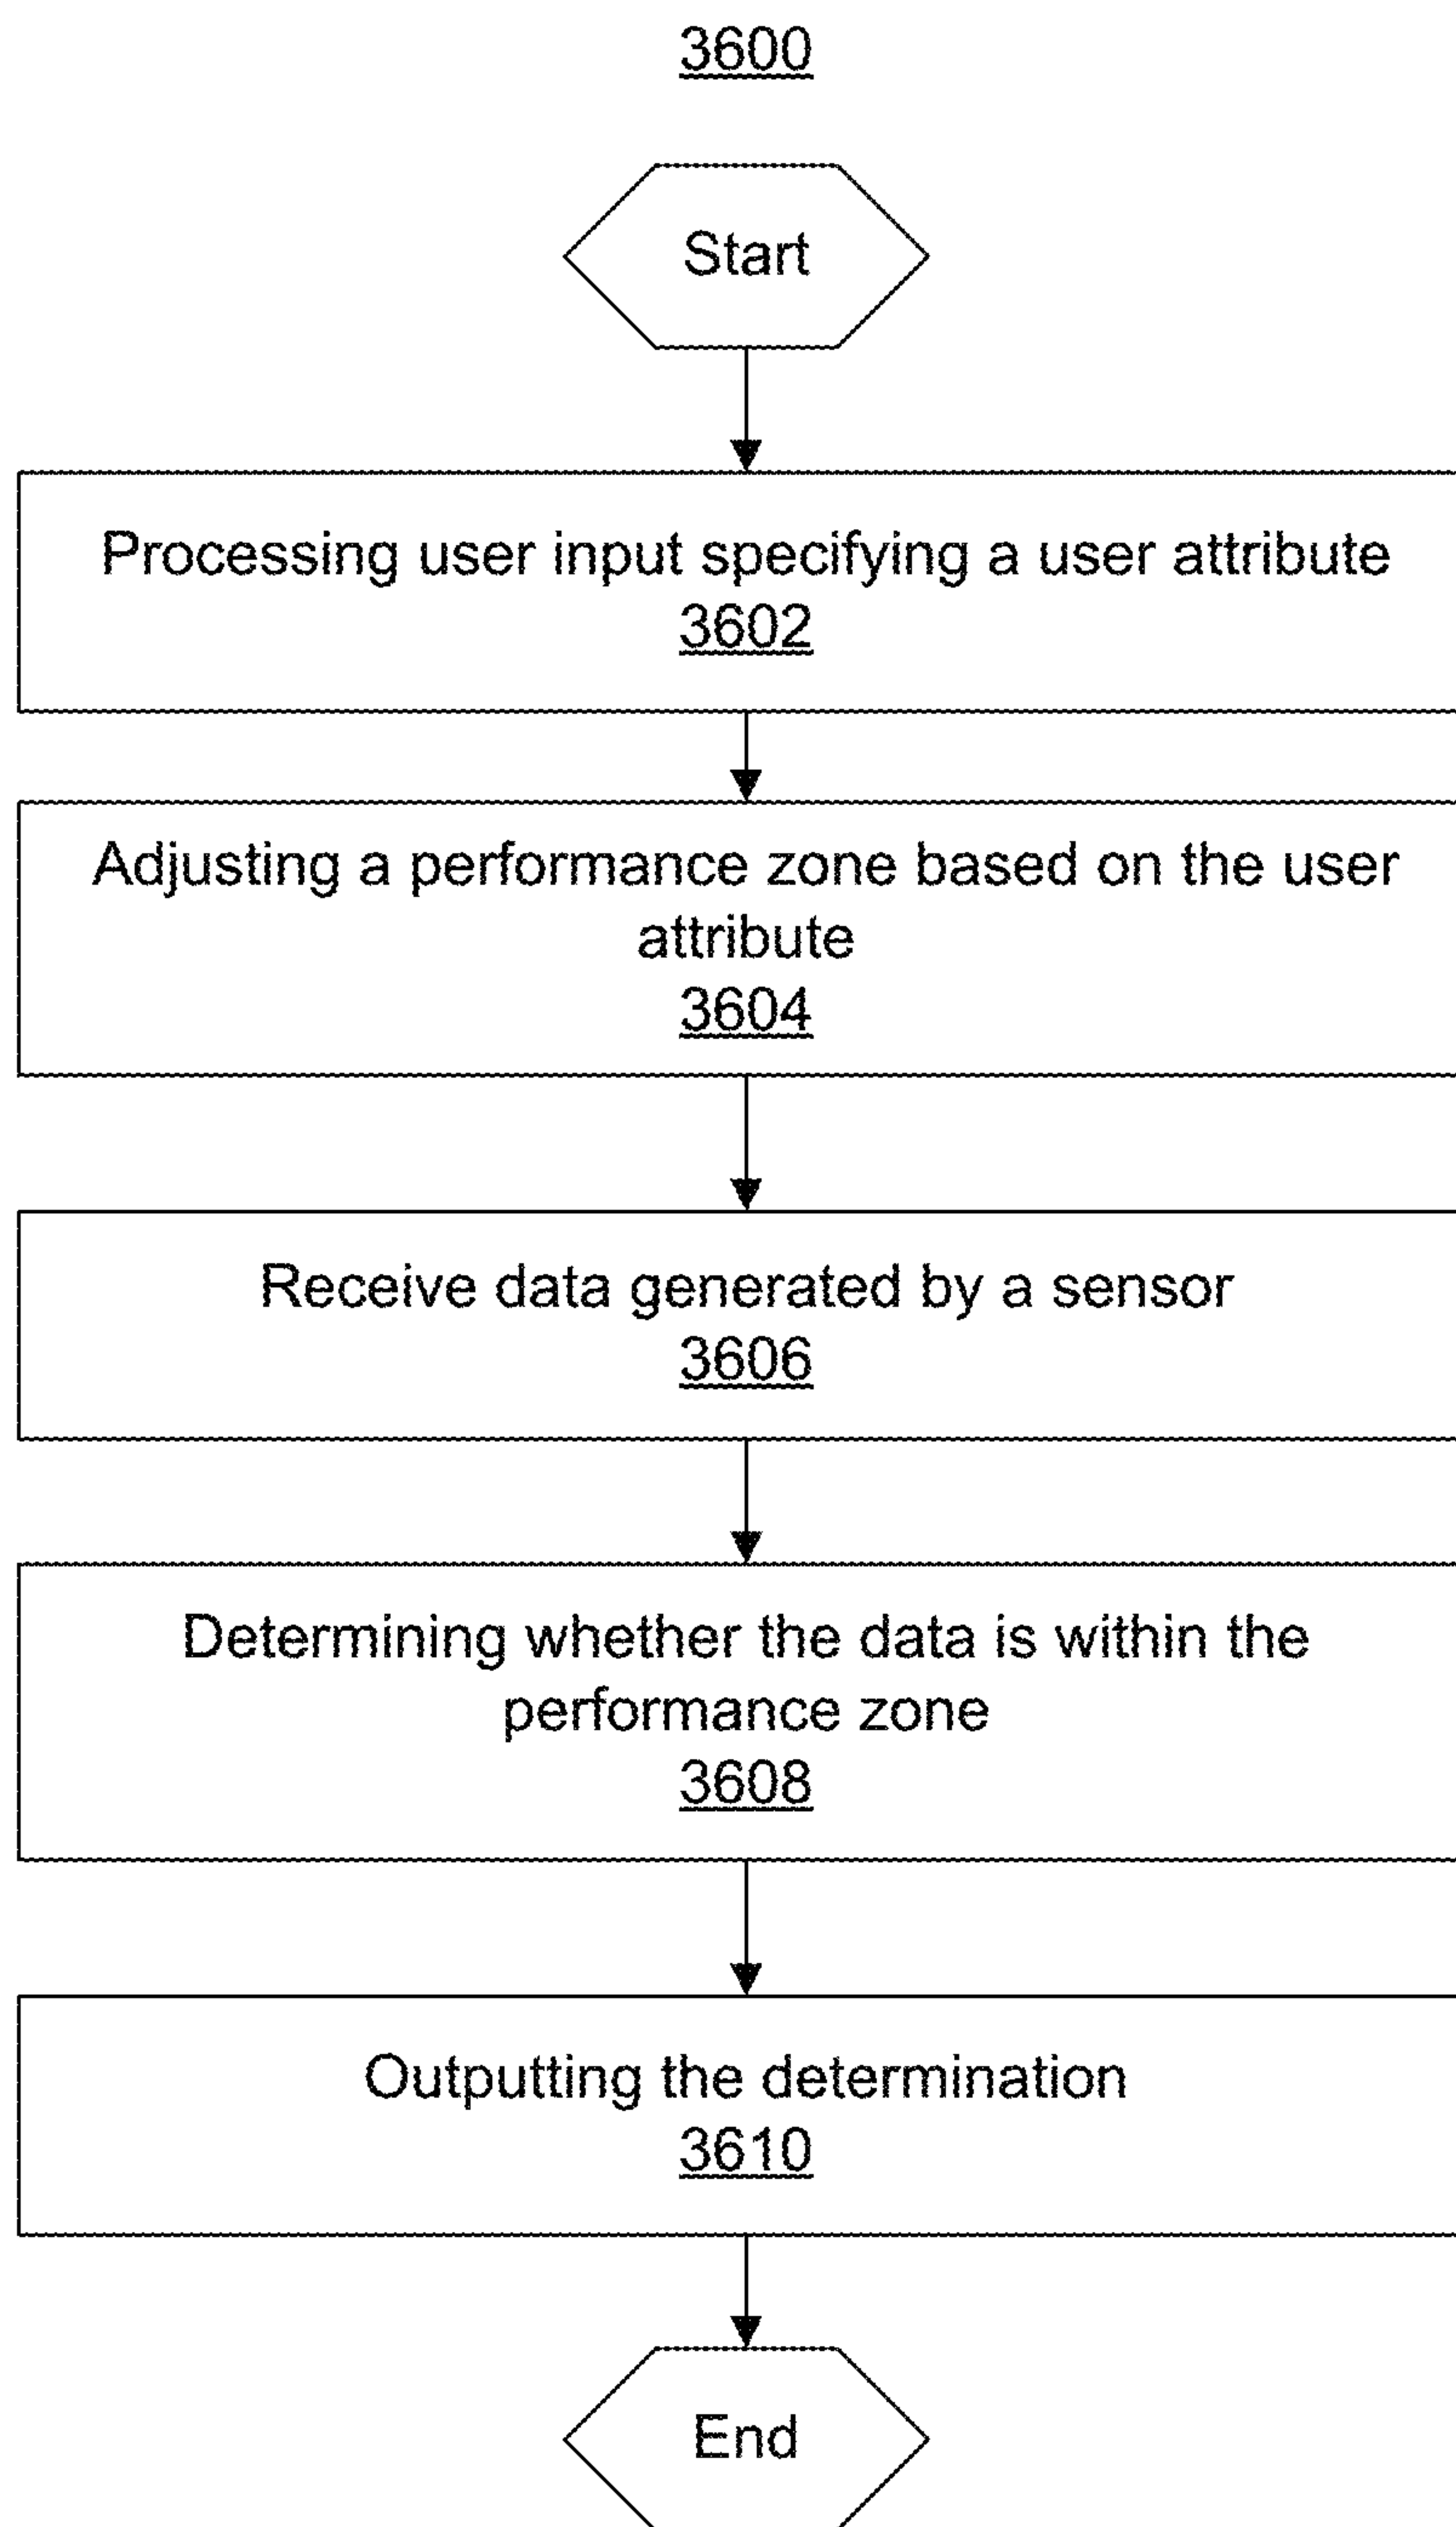 3600
Start
Processing user input specifying a user attribute
3602
Adjusting a performance zone based on the user
attribute
3604
Receive data generated by a sensor
3606
Determining whether the data is within the
performance zone
3608
Outputting the determination
3610
End